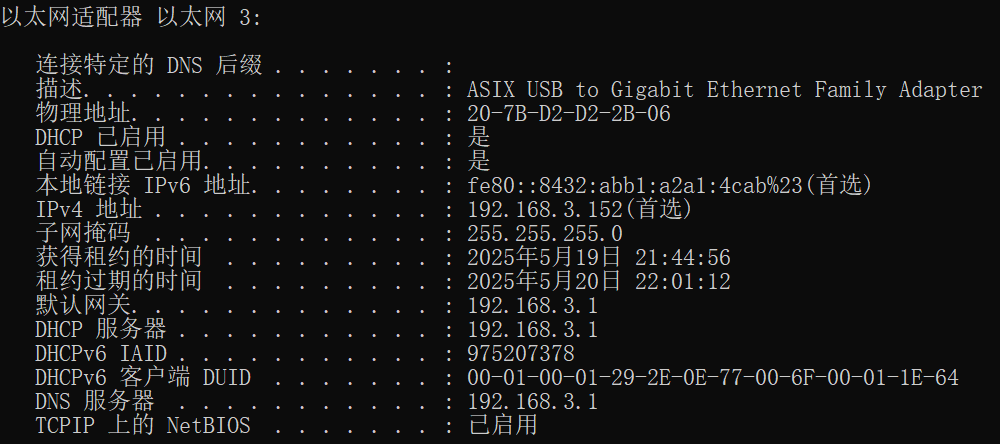 以太网适配器 以太网 3:
连接特定的 DNS 后缀 . . . . . . . :
描述. . . . . . . . . . . . . . . : ASIX USB to Gigabit Ethernet Family Adapter
物理地址. . . . . . . . . . . . . : 20-7B-D2-D2-2B-06
DHCP 已启用 . . . . . . . . . . . : 是
自动配置已启用. . . . . . . . . . : 是
本地链接 IPv6 地址. . . . . . . . : fe80::8432:abb1:a2a1:4cab%23(首选)
IPv4 地址 . . . . . . . . . . . . : 192.168.3.152(首选)
子网掩码  . . . . . . . . . . . . : 255.255.255.0
获得租约的时间  . . . . . . . . . : 2025年5月19日 21:44:56
租约过期的时间  . . . . . . . . . : 2025年5月20日 22:01:12
默认网关. . . . . . . . . . . . . : 192.168.3.1
DHCP 服务器 . . . . . . . . . . . : 192.168.3.1
DHCPv6 IAID . . . . . . . . . . . : 975207378
DHCPv6 客户端 DUID  . . . . . . . : 00-01-00-01-29-2E-0E-77-00-6F-00-01-1E-64
DNS 服务器  . . . . . . . . . . . : 192.168.3.1
TCPIP 上的 NetBIOS  . . . . . . . : 已启用